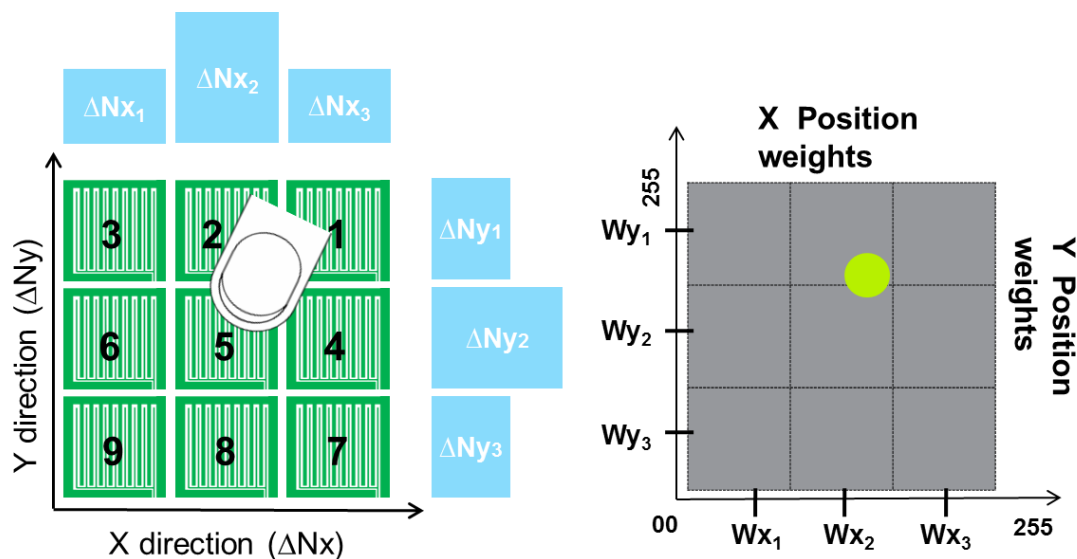 ΔNx₁
ΔNx₂
ΔNx₃
Y direction (ΔNy)
3 2 1
6 5 4
9 8 7
X direction (ΔNx)
ΔNy₁
ΔNy₂
ΔNy₃
X Position
weights
255
Wy₁
Wy₂
Wy₃
Y Position
weights
00
Wx₁
Wx₂
Wx₃
255